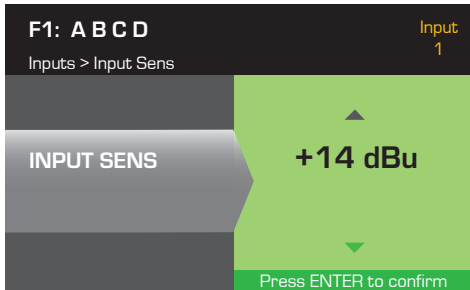 F1: A B C D
Input
1
Inputs > Input Sens
INPUT SENS
+14 dBu
Press ENTER to confirm